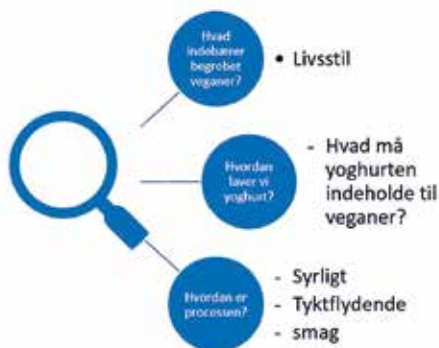 Hvad
indebærer
begrebet
veganer?
• Livsstil
Hvordan
laver vi
yoghurt?
- Hvad må
yoghurten
indeholde til
veganer?
Hvordan er
processen?
- Syrligt
- Tyktflydende
- smag